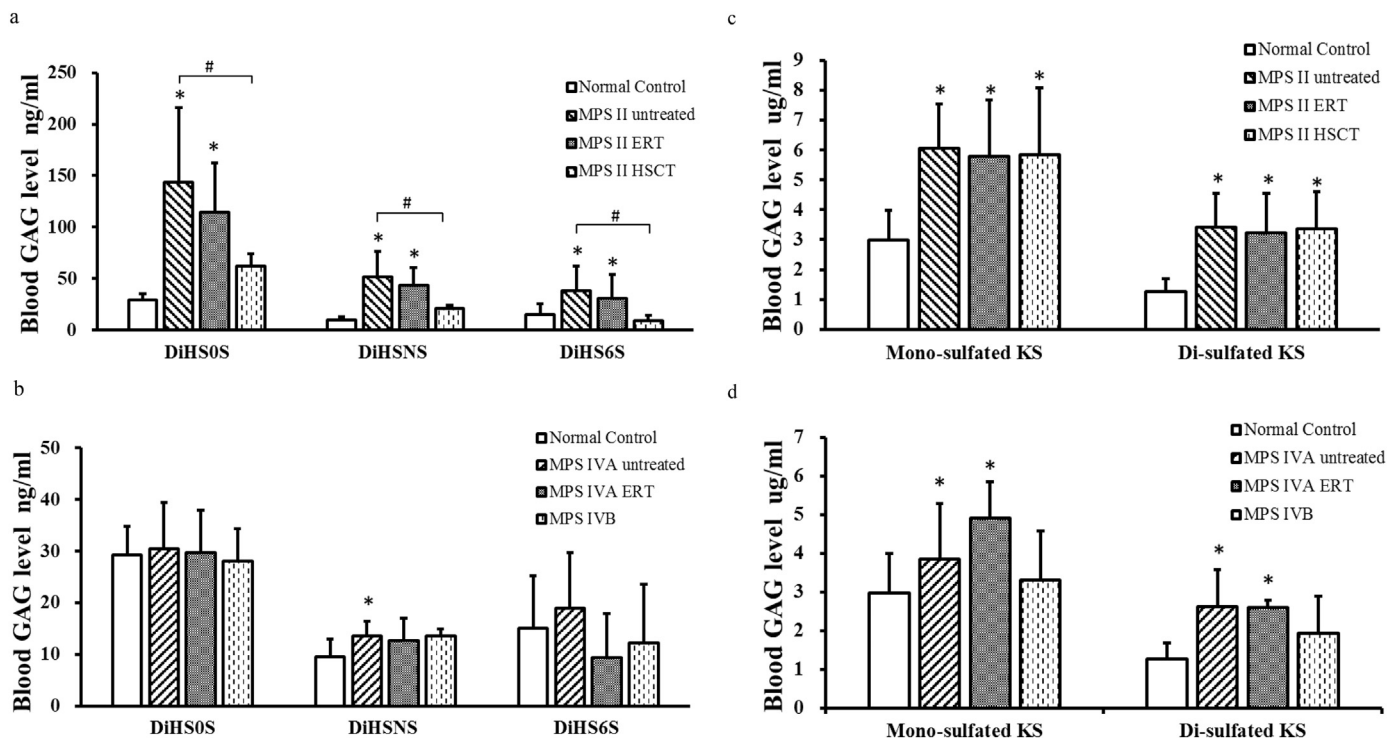 a
Blood GAG level ng/ml
250
200
150
100
50
0
#
*
*
#
*
*
#
*
*
Normal Control
MPS II untreated
MPS II ERT
MPS II HSCT
DiHS0S DiHSNS DiHS6S
b
Blood GAG level ng/ml
50
40
30
20
10
0
*
Normal Control
MPS IVA untreated
MPS IVA ERT
MPS IVB
DiHS0S DiHSNS DiHS6S
c
Blood GAG level ug/ml
9
8
7
6
5
4
3
2
1
0
* * *
* * *
Normal Control
MPS II untreated
MPS II ERT
MPS II HSCT
Mono-sulfated KS Di-sulfated KS
d
Blood GAG level ug/ml
7
6
5
4
3
2
1
0
* *
* *
Normal Control
MPS IVA untreated
MPS IVA ERT
MPS IVB
Mono-sulfated KS Di-sulfated KS